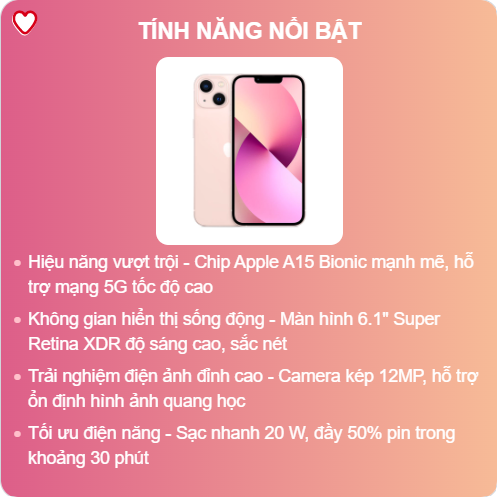 TÍNH NĂNG NỔI BẬT
Hiệu năng vượt trội - Chip Apple A15 Bionic mạnh mẽ, hỗ
trợ mạng 5G tốc độ cao
Không gian hiển thị sống động - Màn hình 6.1" Super
Retina XDR độ sáng cao, sắc nét
Trải nghiệm điện ảnh đỉnh cao - Camera kép 12MP, hỗ trợ
ổn định hình ảnh quang học
Tối ưu điện năng - Sạc nhanh 20 W, đầy 50% pin trong
khoảng 30 phút